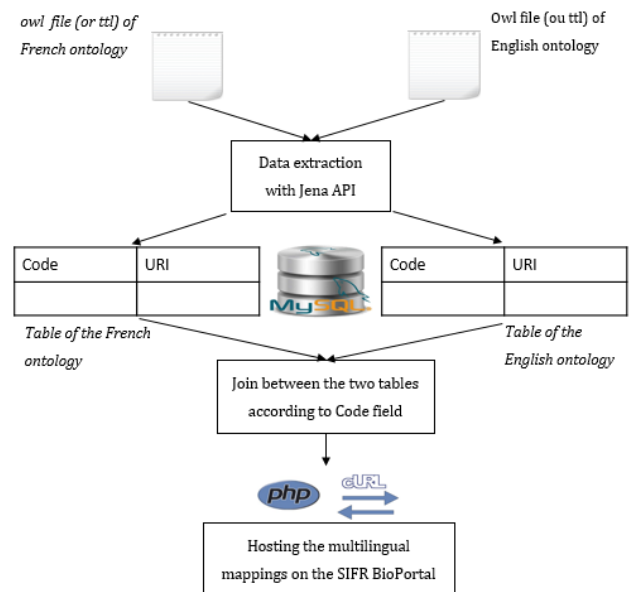 owl file (or ttl) of
French ontology
Owl file (ou ttl) of
English ontology
Data extraction
with Jena API
Code URI
MySQL
Code URI
Table of the French
ontology
Table of the
English ontology
Join between the two tables
according to Code field
php
cURL
Hosting the multilingual
mappings on the SIFR BioPortal